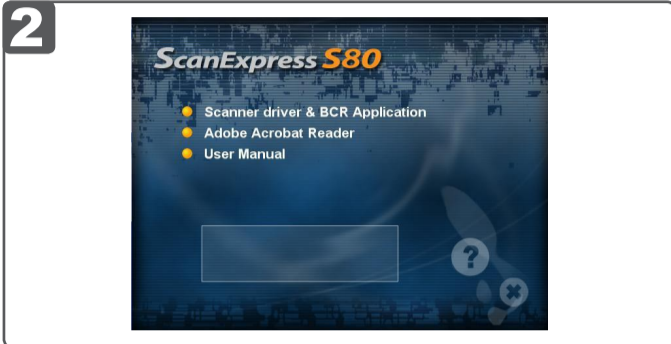 2
ScanExpress S80
Scanner driver & BCR Application
Adobe Acrobat Reader
User Manual
?